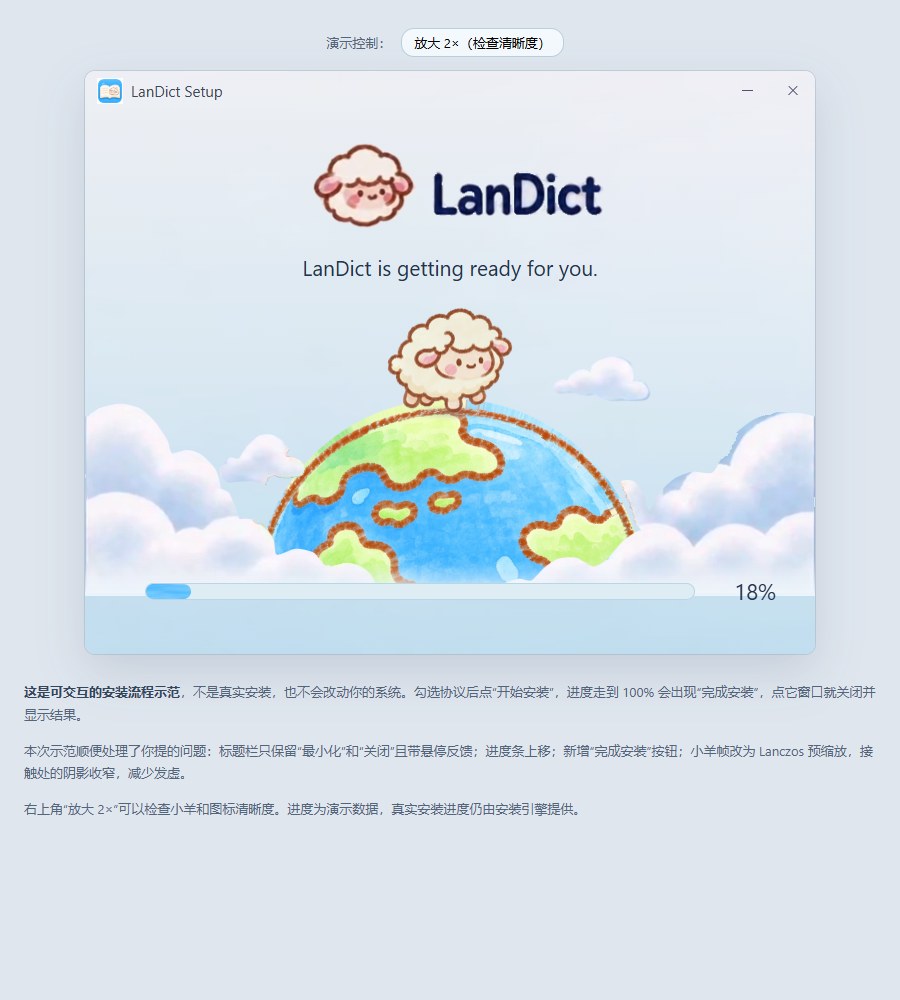 演示控制：
放大 2×（检查清晰度）
LanDict Setup
LanDict
LanDict is getting ready for you.
18%
这是可交互的安装流程示范，不是真实安装，也不会改动你的系统。勾选协议后点“开始安装”，进度走到 100% 会出现“完成安装”，点它窗口就关闭并
显示结果。
本次示范顺便处理了你提的问题：标题栏只保留“最小化”和“关闭”且带悬停反馈；进度条上移；新增“完成安装”按钮；小羊帧改为 Lanczos 预缩放，接
触处的阴影收窄，减少发虚。
右上角“放大 2×”可以检查小羊和图标清晰度。进度为演示数据，真实安装进度仍由安装引擎提供。